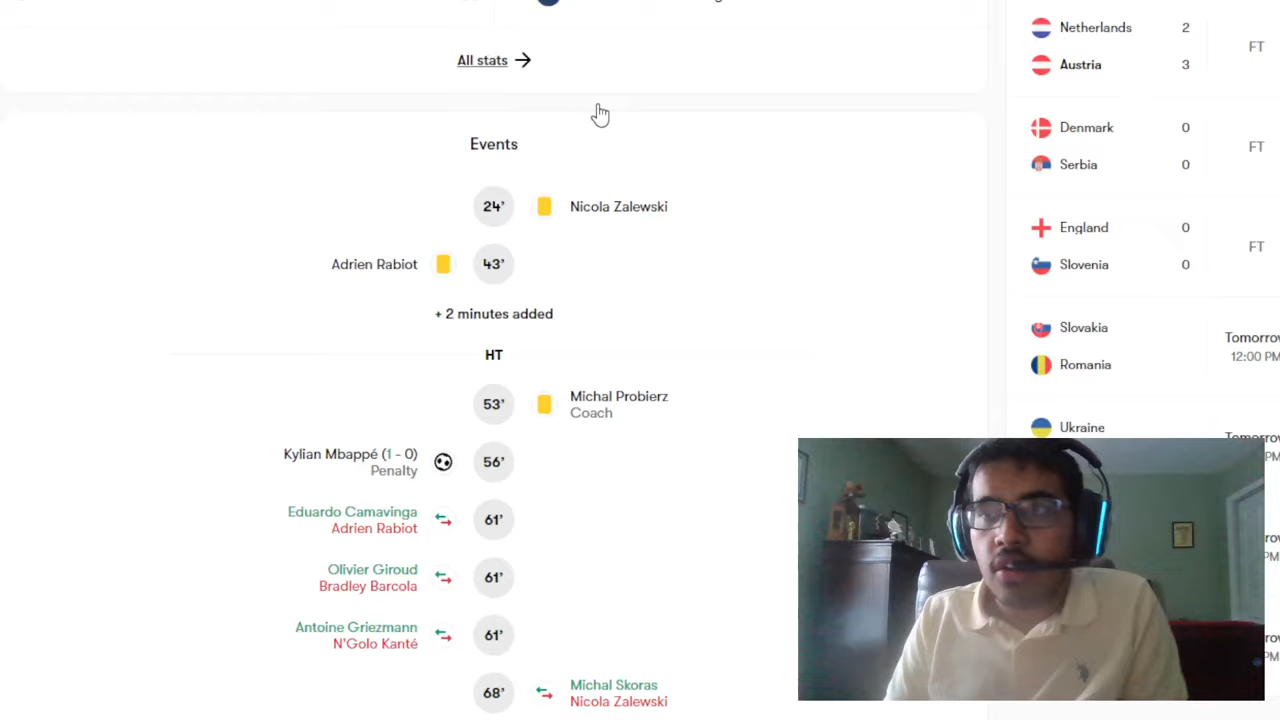 All stats
Events
24’ Nicola Zalewski
Adrien Rabiot 43’
+ 2 minutes added
HT
53’ Michal Probierz
Coach
Kylian Mbappé (1 - 0) 56’
Penalty
Eduardo Camavinga
Adrien Rabiot
61’
Olivier Giroud
Bradley Barcola
61’
Antoine Griezmann
N'Golo Kanté
61’
68’
Michal Skoras
Nicola Zalewski
Netherlands 2
Austria 3
FT
Denmark 0
Serbia 0
FT
England 0
Slovenia 0
FT
Slovakia
Romania
12:00 PM
Ukraine